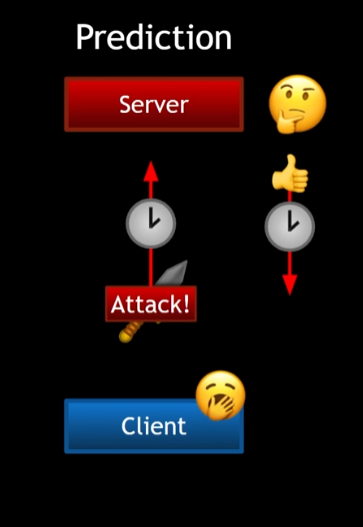 Prediction
Server
Attack!
Client